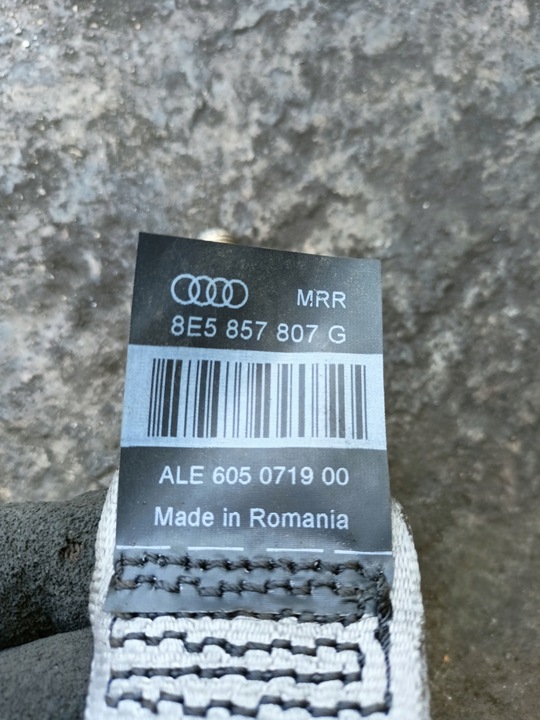 MRR
8E5 857 807 G
ALE 605 0719 00
Made in Romania